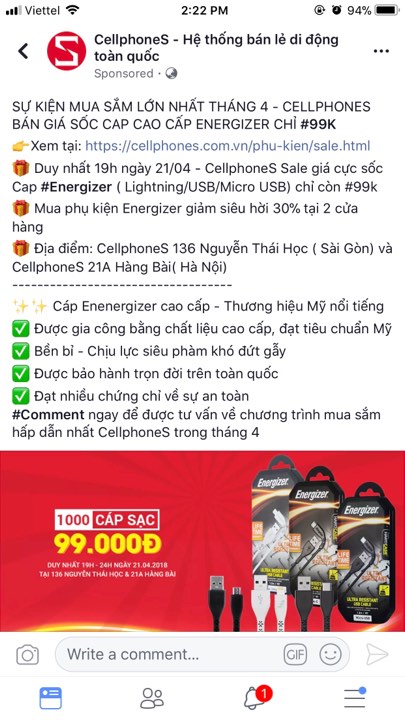 Viettel
2:22 PM
94%
CellphoneS - Hệ thống bán lẻ di động
toàn quốc
Sponsored ·
SỰ KIỆN MUA SẮM LỚN NHẤT THÁNG 4 - CELLPHONES
BÁN GIÁ SỐC CAP CAO CẤP ENERGIZER CHỈ #99K
👉Xem tại: https://cellphones.com.vn/phu-kien/sale.html
🎁 Duy nhất 19h ngày 21/04 - CellphoneS Sale giá cực sốc
Cap #Energizer ( Lightning/USB/Micro USB) chỉ còn #99k
🎁 Mua phụ kiện Energizer giảm siêu hời 30% tại 2 cửa
hàng
🎁 Địa điểm: CellphoneS 136 Nguyễn Thái Học ( Sài Gòn) và
CellphoneS 21A Hàng Bài( Hà Nội)
----------------------------------
✨✨ Cáp Enenergizer cao cấp - Thương hiệu Mỹ nổi tiếng
✅ Được gia công bằng chất liệu cao cấp, đạt tiêu chuẩn Mỹ
✅ Bền bỉ - Chịu lực siêu phàm khó đứt gẫy
✅ Được bảo hành trọn đời trên toàn quốc
✅ Đạt nhiều chứng chỉ về sự an toàn
#Comment ngay để được tư vấn về chương trình mua sắm
hấp dẫn nhất CellphoneS trong tháng 4
1000 CÁP SẠC
99.000Đ
DUY NHẤT 19H - 24H NGÀY 21.04.2018
TẠI 136 NGUYỄN THÁI HỌC & 21A HÀNG BÀI
Energizer
Energizer
Energizer
ULTRA RESISTANT
ULTRA RESISTANT
Write a comment...
GIF
1